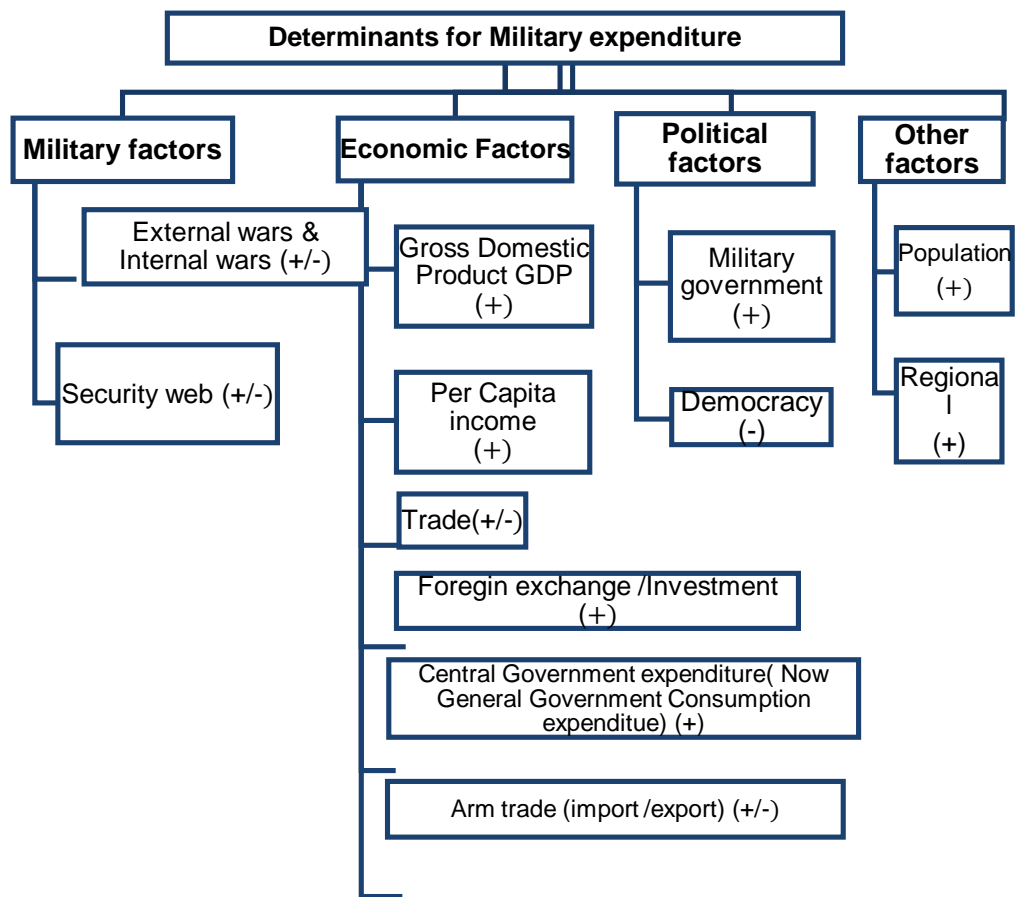 Determinants for Military expenditure
Military factors
External wars &
Internal wars (+/-)
Security web (+/-)
Economic Factors
Gross Domestic
Product GDP
(+)
Per Capita
income
(+)
Trade(+/-)
Foregin exchange /Investment
(+)
Central Government expenditure( Now
General Government Consumption
expenditue) (+)
Arm trade (import /export) (+/-)
Political
factors
Military
government
(+)
Democracy
(-)
Other
factors
Population
(+)
Regiona
l
(+)